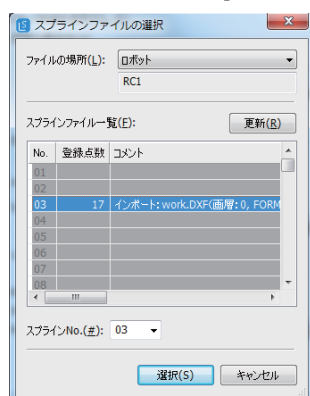 スプラインファイルの選択
ファイルの場所(L): ロボット
RC1
スプラインファイル一覧(F): 更新(R)
No. 登録点数 コメント
01
02
03 17 インポート: work.DXF(画層: 0, FORM
04
05
06
07
08
スプラインNo.(#): 03
選択(S) キャンセル